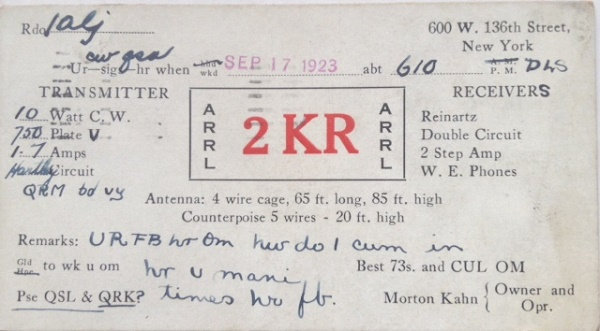 Rdo 1alj
600 W. 136th Street,
New York
cw gsa
Ur—sig—hr when hhd wkd SEP 17 1923 abt 610 A.M. P.M. DLS
TRANSMITTER
10 Watt C. W.
750 Plate V
1.7 Amps
Hartley Circuit
QRM bd vy
ARRL
2 KR
ARRL
RECEIVERS
Reinartz
Double Circuit
2 Step Amp
W. E. Phones
Antenna: 4 wire cage, 65 ft. long, 85 ft. high
Counterpoise 5 wires - 20 ft. high
Remarks: UR FB hr Om hw do I cum in
Gld Hpe to wk u om hr u mani
Best 73s. and CUL OM
Pse QSL & QRK? times hr fb.
Morton Kahn { Owner and Opr.